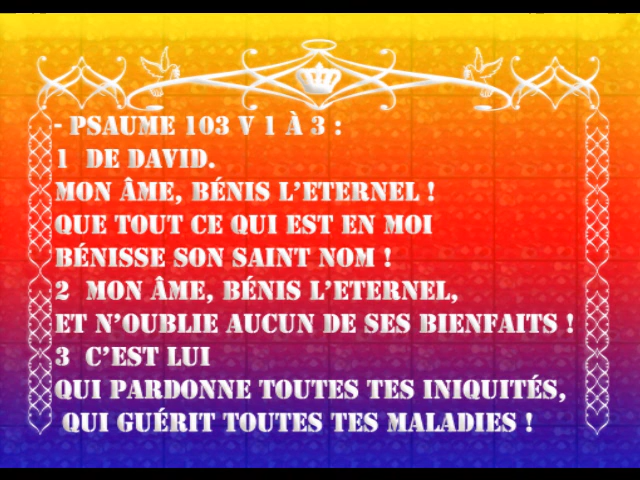 - PSAUME 103 V 1 À 3 :
1 DE DAVID.
MON ÂME, BÉNIS L'ETERNEL !
QUE TOUT CE QUI EST EN MOI
BÉNISSE SON SAINT NOM !
2 MON ÂME, BÉNIS L'ETERNEL,
ET N'OUBLIE AUCUN DE SES BIENFAITS !
3 C'EST LUI
QUI PARDONNE TOUTES TES INIQUITÉS,
QUI GUÉRIT TOUTES TES MALADIES !